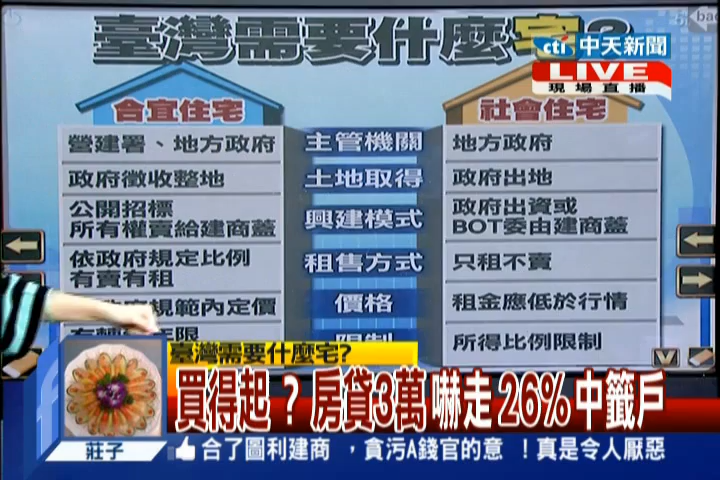 臺灣需要什麼宅?
cti 中天新聞
LIVE
現場直播
合宜住宅
社會住宅
營建署、地方政府 主管機關 地方政府
政府徵收整地 土地取得 政府出地
公開招標
所有權賣給建商蓋
興建模式
政府出資或
BOT委由建商蓋
依政府規定比例
有賣有租
租售方式 只租不賣
規範內定價 價格 租金應低於行情
限制 所得比例限制
臺灣需要什麼宅?
買得起？房貸3萬嚇走26%中籤戶
莊子
合了圖利建商 ，貪污A錢官的意 ！真是令人厭惡